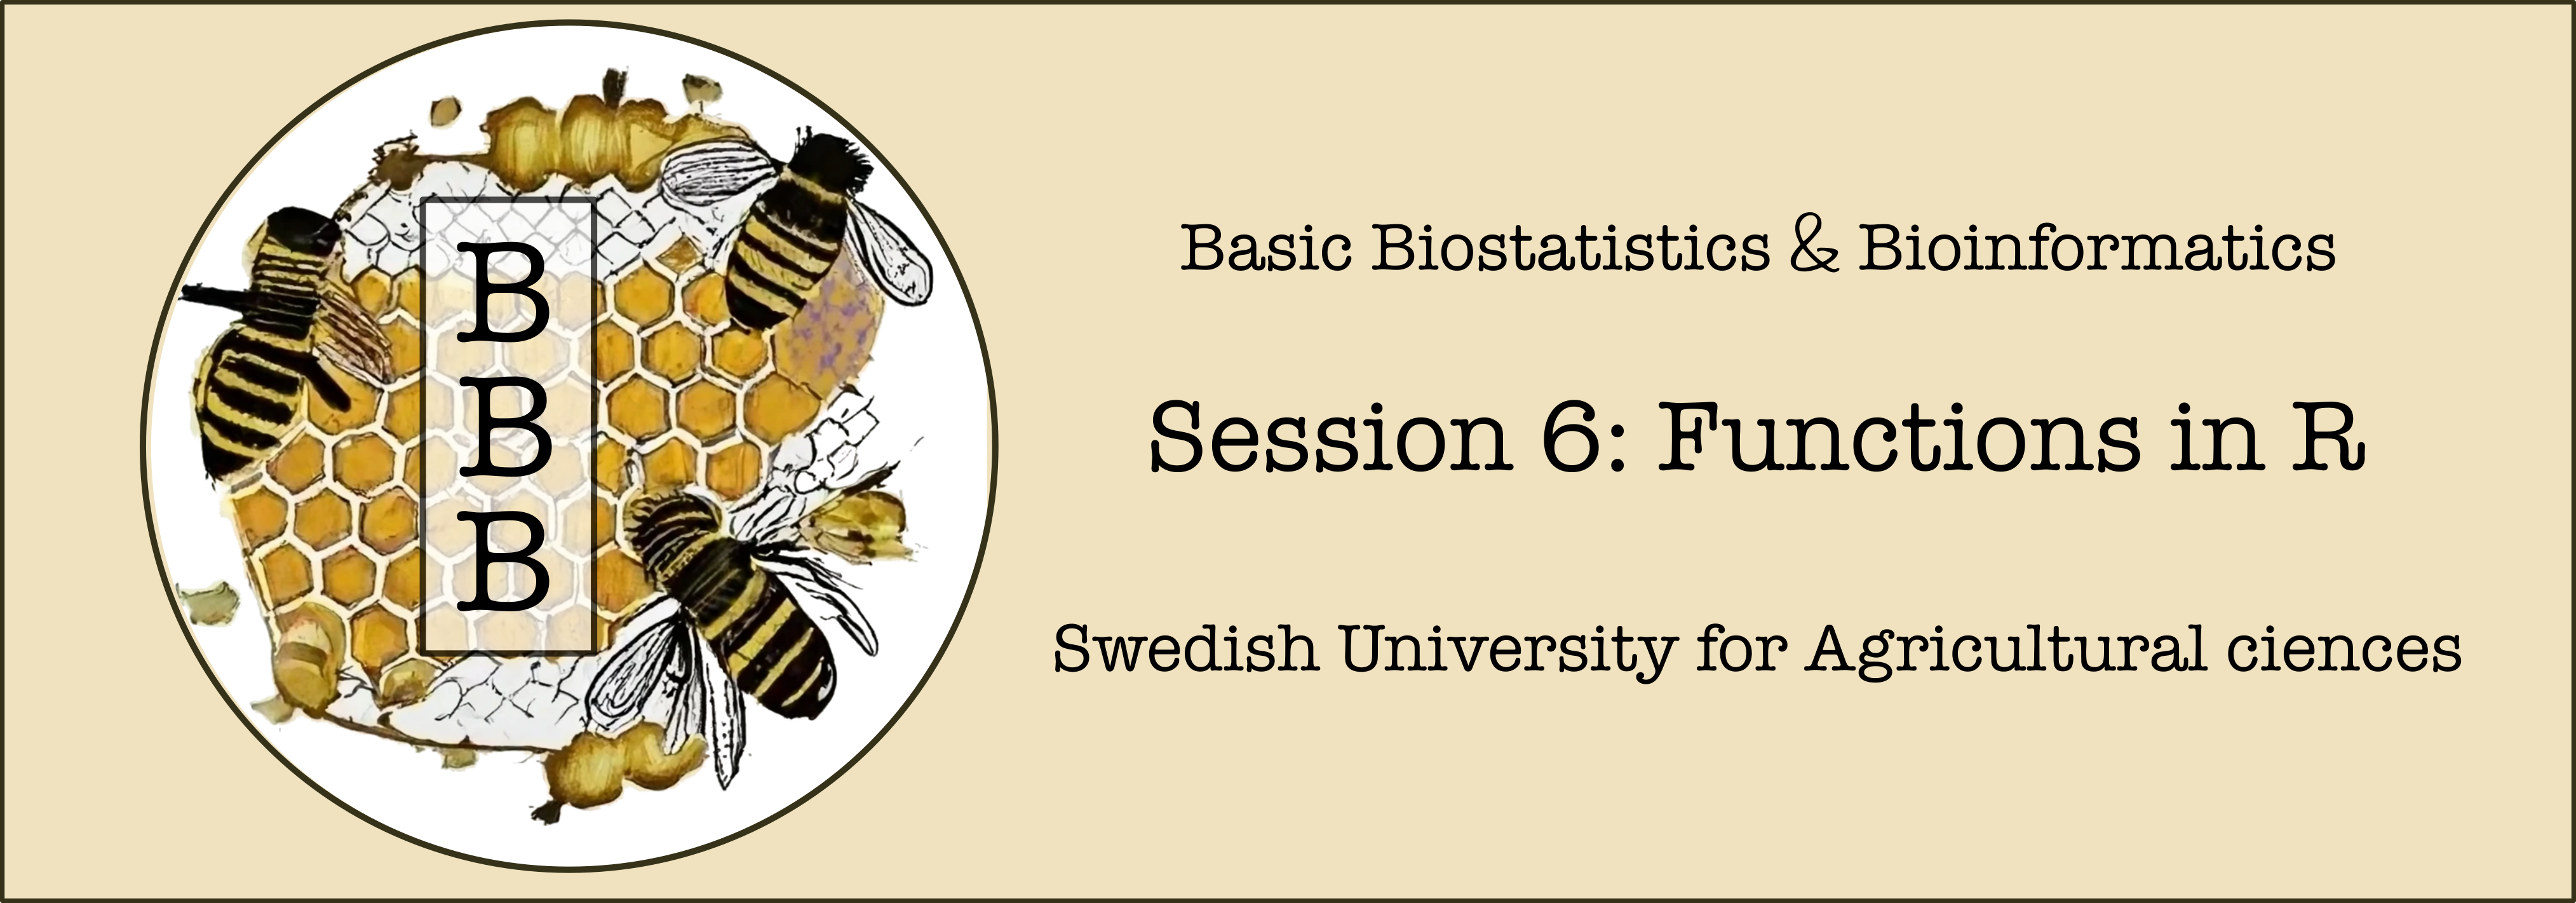 B
B
B
Basic Biostatistics & Bioinformatics
Session 6: Functions in R
Swedish University for Agricultural ciences